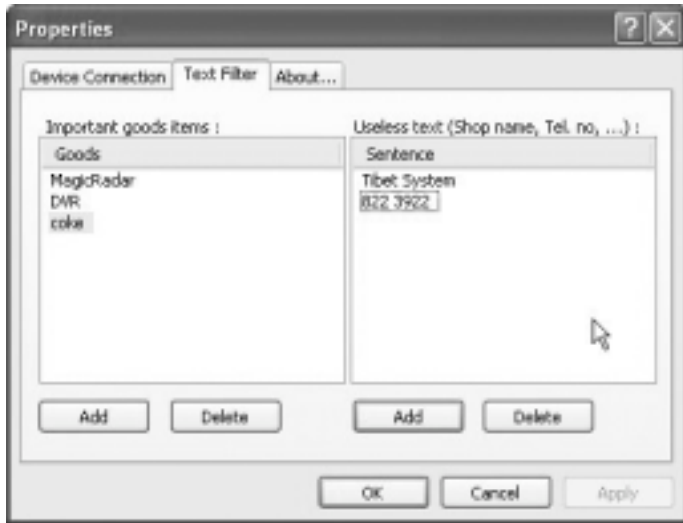 Properties
Device Connection Text Filter About...
Important goods items :
Goods
MagicRadar
DVR
coke
Add Delete
Useless text (Shop name, Tel. no, ...) :
Sentence
Tibet System
822 3922
Add Delete
OK Cancel Apply